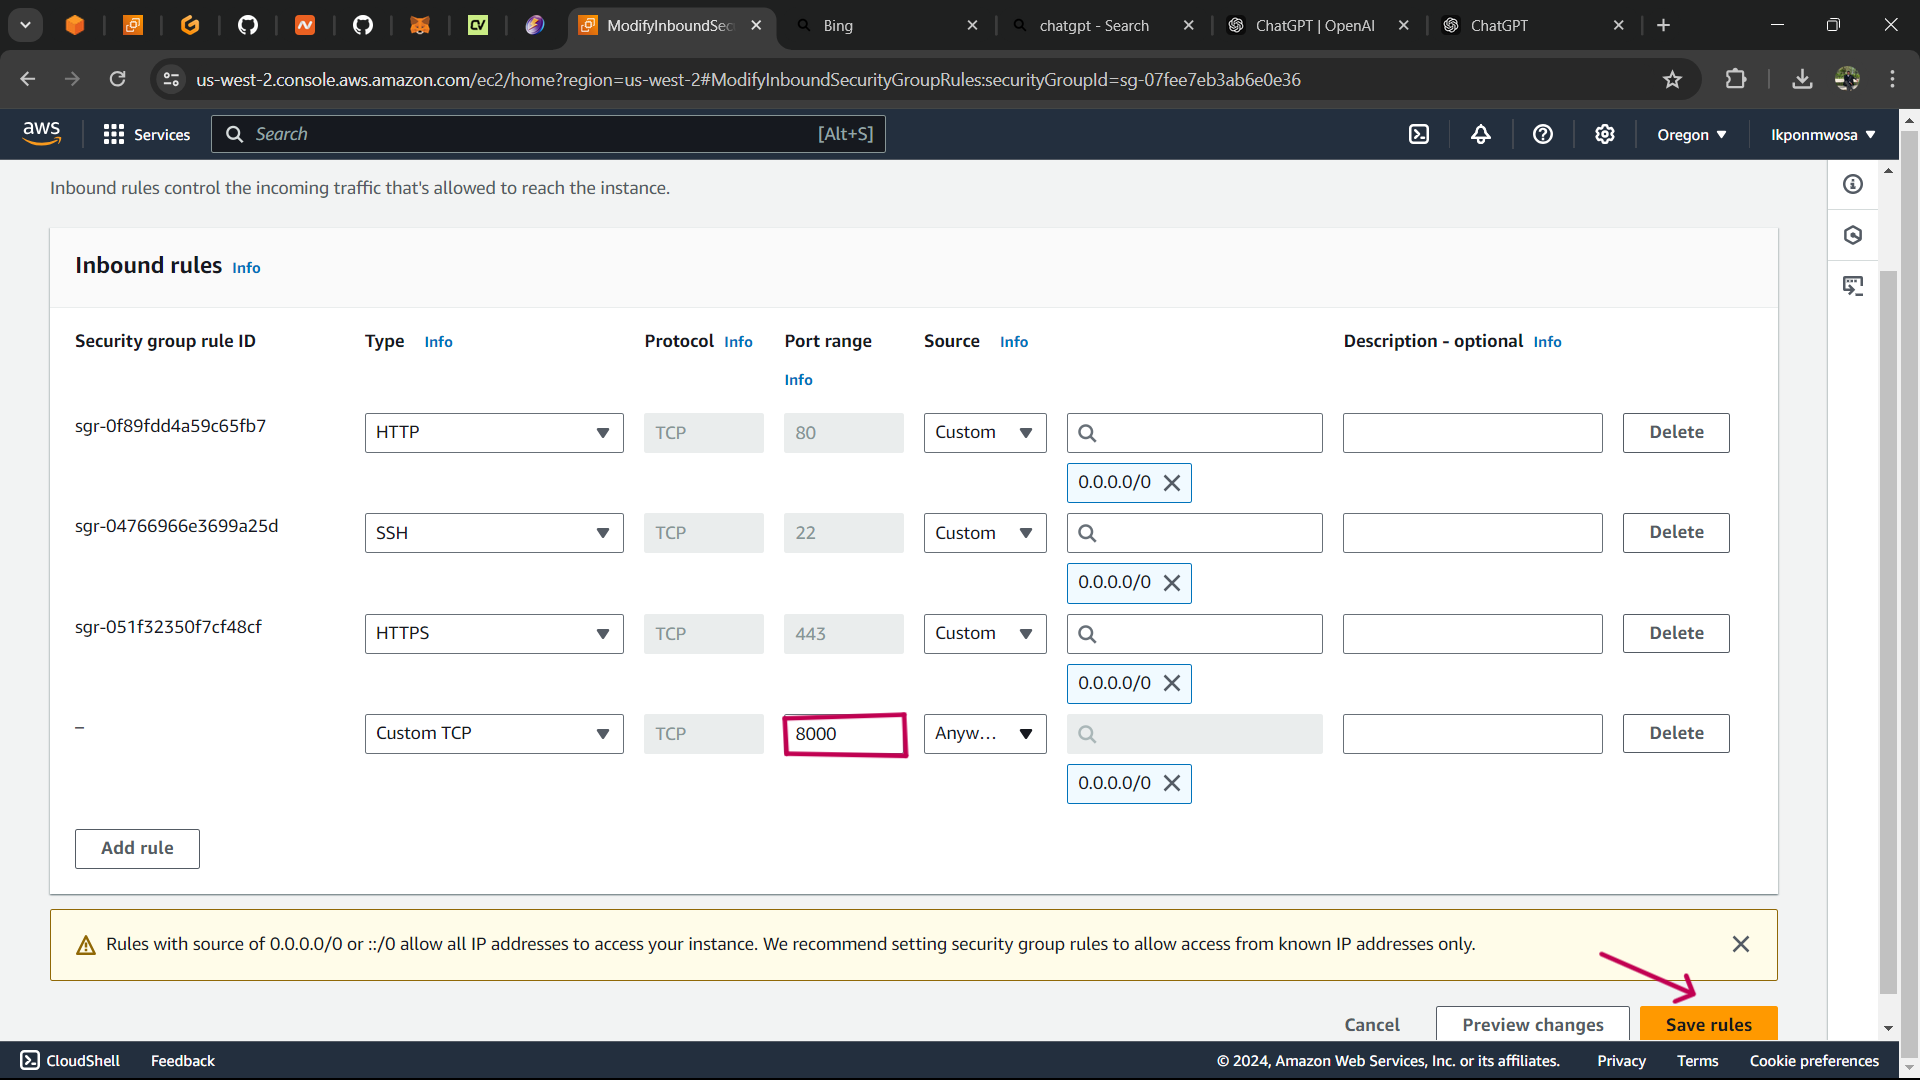 ModifyInboundSec
Bing
chatgpt - Search
ChatGPT | OpenAI
ChatGPT
us-west-2.console.aws.amazon.com/ec2/home?region=us-west-2#ModifyInboundSecurityGroupRules:securityGroupId=sg-07fee7eb3ab6e0e36
aws
Services
Search
[Alt+S]
Oregon
Ikponmwosa
Inbound rules control the incoming traffic that's allowed to reach the instance.
Inbound rules Info
Security group rule ID
Type Info
Protocol Info
Port range
Info
Source Info
Description - optional Info
sgr-0f89fdd4a59c65fb7
HTTP
TCP
80
Custom
Delete
0.0.0.0/0
sgr-04766966e3699a25d
SSH
TCP
22
Custom
Delete
0.0.0.0/0
sgr-051f32350f7cf48cf
HTTPS
TCP
443
Custom
Delete
0.0.0.0/0
–
Custom TCP
TCP
8000
Anyw...
Delete
0.0.0.0/0
Add rule
Rules with source of 0.0.0.0/0 or ::/0 allow all IP addresses to access your instance. We recommend setting security group rules to allow access from known IP addresses only.
Cancel
Preview changes
Save rules
CloudShell
Feedback
© 2024, Amazon Web Services, Inc. or its affiliates.
Privacy
Terms
Cookie preferences